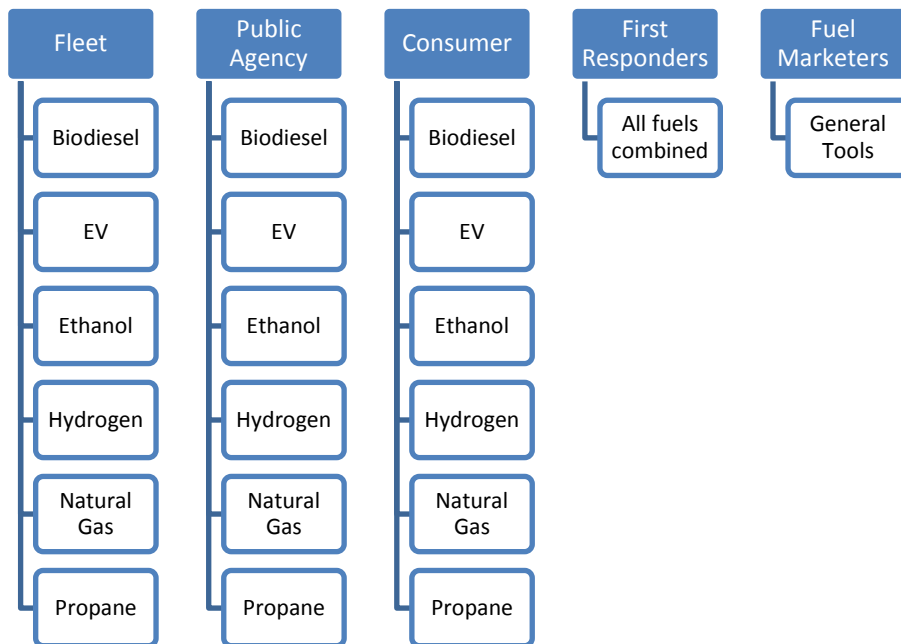 Fleet
Biodiesel
EV
Ethanol
Hydrogen
Natural
Gas
Propane
Public
Agency
Biodiesel
EV
Ethanol
Hydrogen
Natural
Gas
Propane
Consumer
Biodiesel
EV
Ethanol
Hydrogen
Natural
Gas
Propane
First
Responders
All fuels
combined
Fuel
Marketers
General
Tools